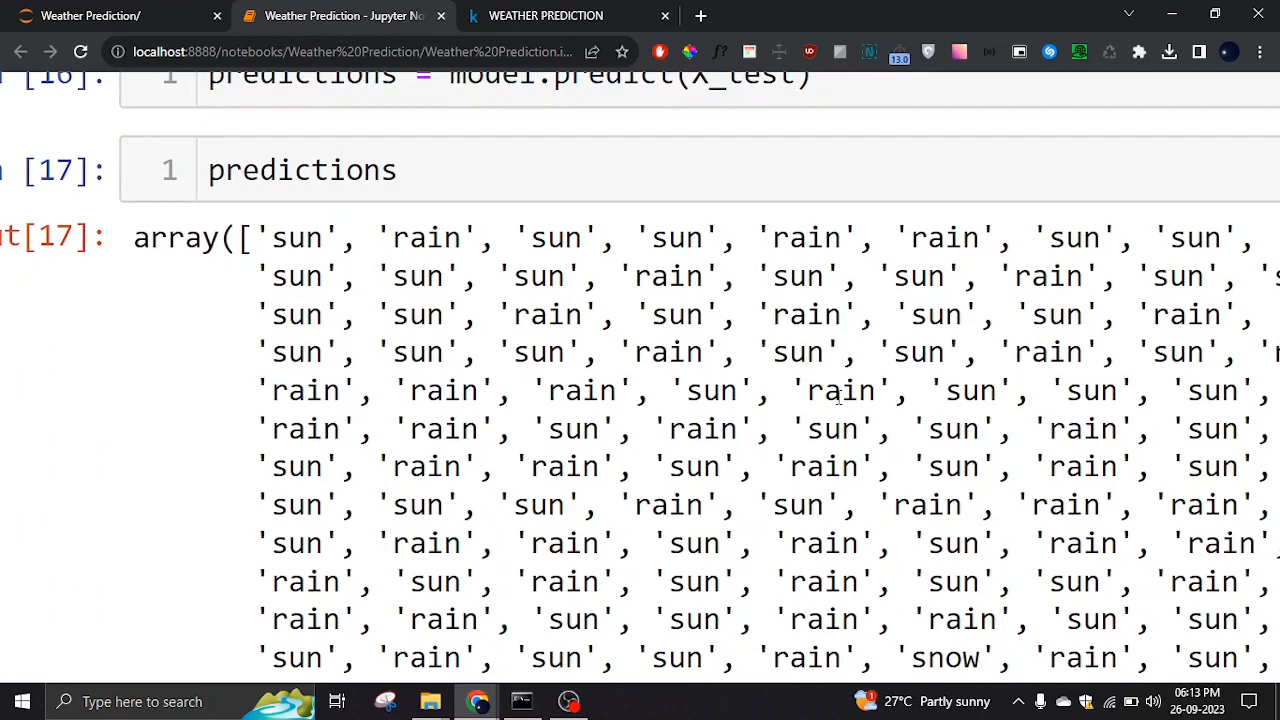 Weather Prediction/
Weather Prediction - Jupyter No
WEATHER PREDICTION
localhost:8888/notebooks/Weather%20Prediction/Weather%20Prediction.i...
13.0
[16]: 1 predictions = model.predict(X_test)
[17]: 1 predictions
ut[17]: array(['sun', 'rain', 'sun', 'sun', 'rain', 'rain', 'sun', 'sun',
'sun', 'sun', 'sun', 'rain', 'sun', 'sun', 'rain', 'sun', 's
'sun', 'sun', 'rain', 'sun', 'rain', 'sun', 'sun', 'rain',
'sun', 'sun', 'sun', 'rain', 'sun', 'sun', 'rain', 'sun', 'r
'rain', 'rain', 'rain', 'sun', 'rain', 'sun', 'sun', 'sun',
'rain', 'rain', 'sun', 'rain', 'sun', 'sun', 'rain', 'sun',
'sun', 'rain', 'rain', 'sun', 'rain', 'sun', 'rain', 'sun',
'sun', 'sun', 'sun', 'rain', 'sun', 'rain', 'rain', 'rain',
'sun', 'rain', 'rain', 'sun', 'rain', 'sun', 'rain', 'rain',
'rain', 'sun', 'rain', 'sun', 'rain', 'sun', 'sun', 'rain',
'rain', 'rain', 'sun', 'sun', 'rain', 'rain', 'sun', 'sun',
'sun', 'rain', 'sun', 'sun', 'rain', 'snow', 'rain', 'sun',
Type here to search
1
27°C Partly sunny
06:13 PM
26-09-2023